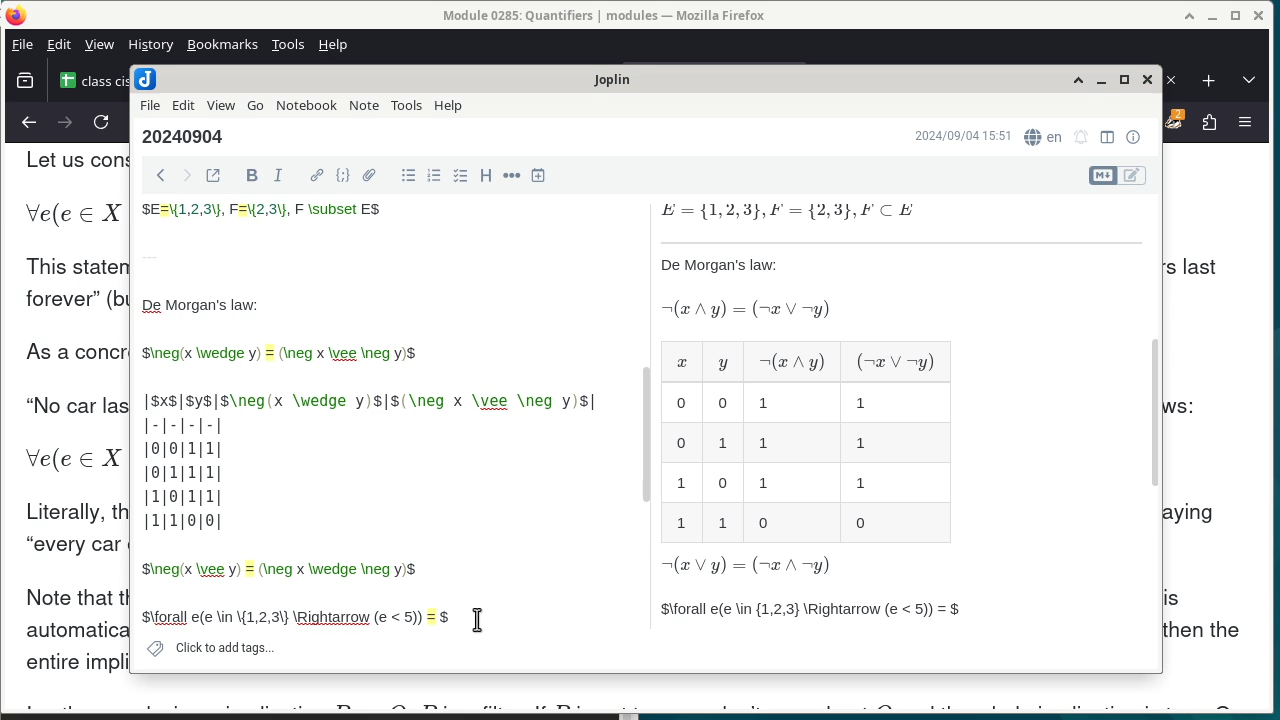 Module 0285: Quantifiers | modules — Mozilla Firefox
File Edit View History Bookmarks Tools Help
class cis
2
Joplin
File Edit View Go Notebook Note Tools Help
20240904
2024/09/04 15:51 en
B I H M
$E=\{1,2,3\}, F=\{2,3\}, F \subset E$
---
De Morgan's law:
$\neg(x \wedge y) = (\neg x \vee \neg y)$
|$x$|$y$|$\neg(x \wedge y)$|$(\neg x \vee \neg y)$|
|-|-|-|-|
|0|0|1|1|
|0|1|1|1|
|1|0|1|1|
|1|1|0|0|
$\neg(x \vee y) = (\neg x \wedge \neg y)$
$\forall e(e \in \{1,2,3\} \Rightarrow (e < 5)) = $
Click to add tags...
E = {1, 2, 3}, F = {2, 3}, F ⊂ E
De Morgan's law:
¬(x ∧ y) = (¬x ∨ ¬y)
x y ¬(x ∧ y) (¬x ∨ ¬y)
0 0 1 1
0 1 1 1
1 0 1 1
1 1 0 0
¬(x ∨ y) = (¬x ∧ ¬y)
$\forall e(e \in {1,2,3} \Rightarrow (e < 5)) = $
Let us cons
∀e(e ∈ X
This statem rs last
forever” (bu
As a concre
“No car las ws:
∀e(e ∈ X
Literally, th aying
“every car
Note that th is
automatica then the
entire impli